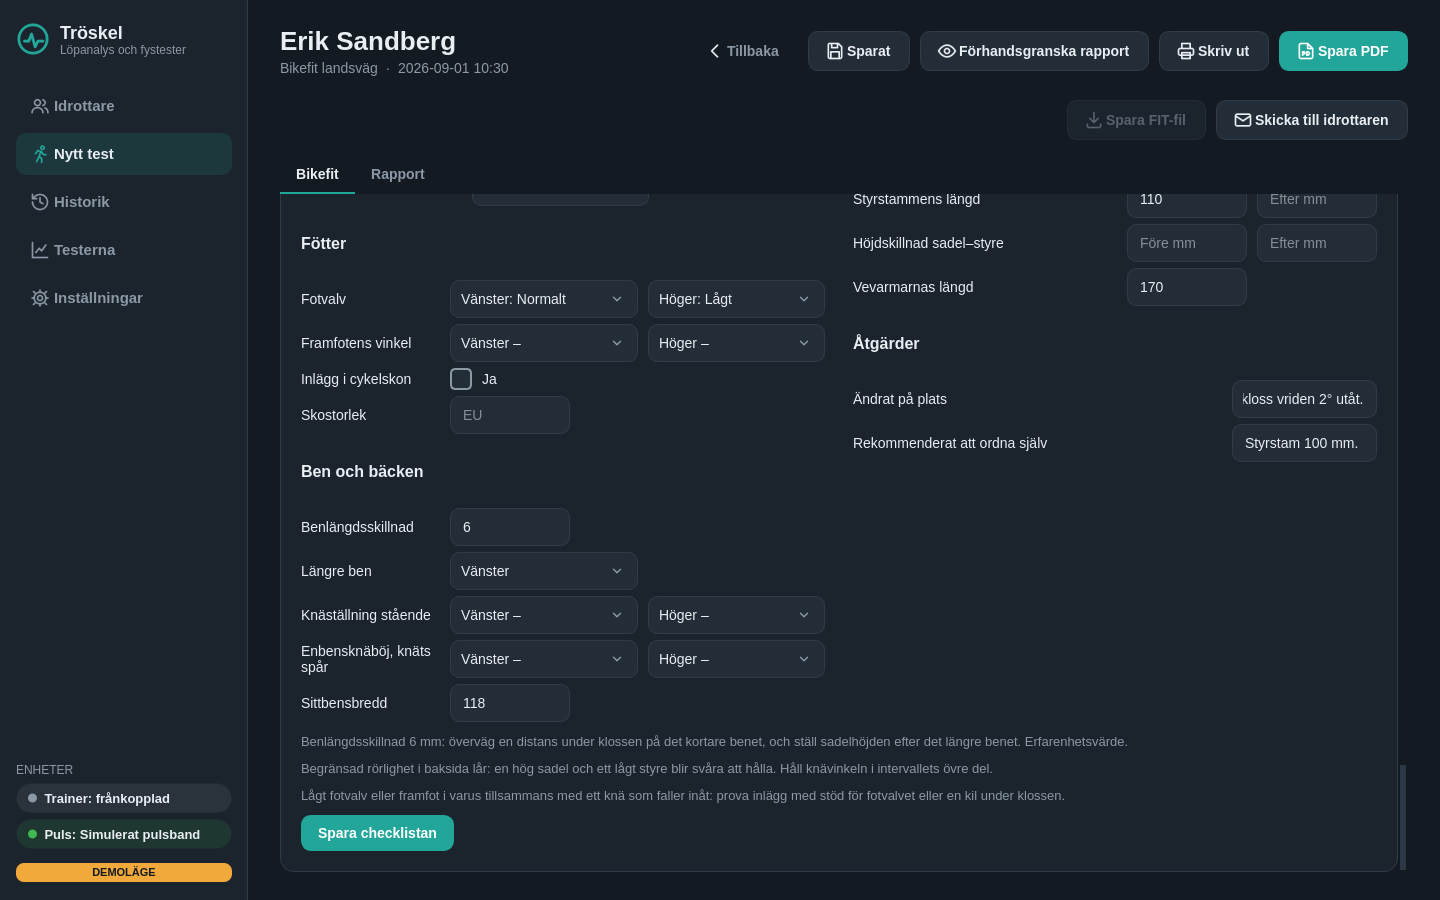 Tröskel
Löpanalys och fystester
Idrottare
Nytt test
Historik
Testerna
Inställningar
ENHETER
Trainer: frånkopplad
Puls: Simulerat pulsband
DEMOLÄGE
Erik Sandberg
Bikefit landsväg · 2026-09-01 10:30
Tillbaka
Sparat
Förhandsgranska rapport
Skriv ut
Spara PDF
Spara FIT-fil
Skicka till idrottaren
Bikefit
Rapport
Fötter
Fotvalv
Vänster: Normalt
Höger: Lågt
Framfotens vinkel
Vänster –
Höger –
Inlägg i cykelskon
Ja
Skostorlek
EU
Ben och bäcken
Benlängdsskillnad
6
Längre ben
Vänster
Knäställning stående
Vänster –
Höger –
Enbensknäböj, knäts
spår
Vänster –
Höger –
Sittbensbredd
118
Styrstammens längd
110
Efter mm
Höjdskillnad sadel–styre
Före mm
Efter mm
Vevarmarnas längd
170
Åtgärder
Ändrat på plats
kloss vriden 2° utåt.
Rekommenderat att ordna själv
Styrstam 100 mm.
Benlängdsskillnad 6 mm: överväg en distans under klossen på det kortare benet, och ställ sadelhöjden efter det längre benet. Erfarenhetsvärde.
Begränsad rörlighet i baksida lår: en hög sadel och ett lågt styre blir svåra att hålla. Håll knävinkeln i intervallets övre del.
Lågt fotvalv eller framfot i varus tillsammans med ett knä som faller inåt: prova inlägg med stöd för fotvalvet eller en kil under klossen.
Spara checklistan